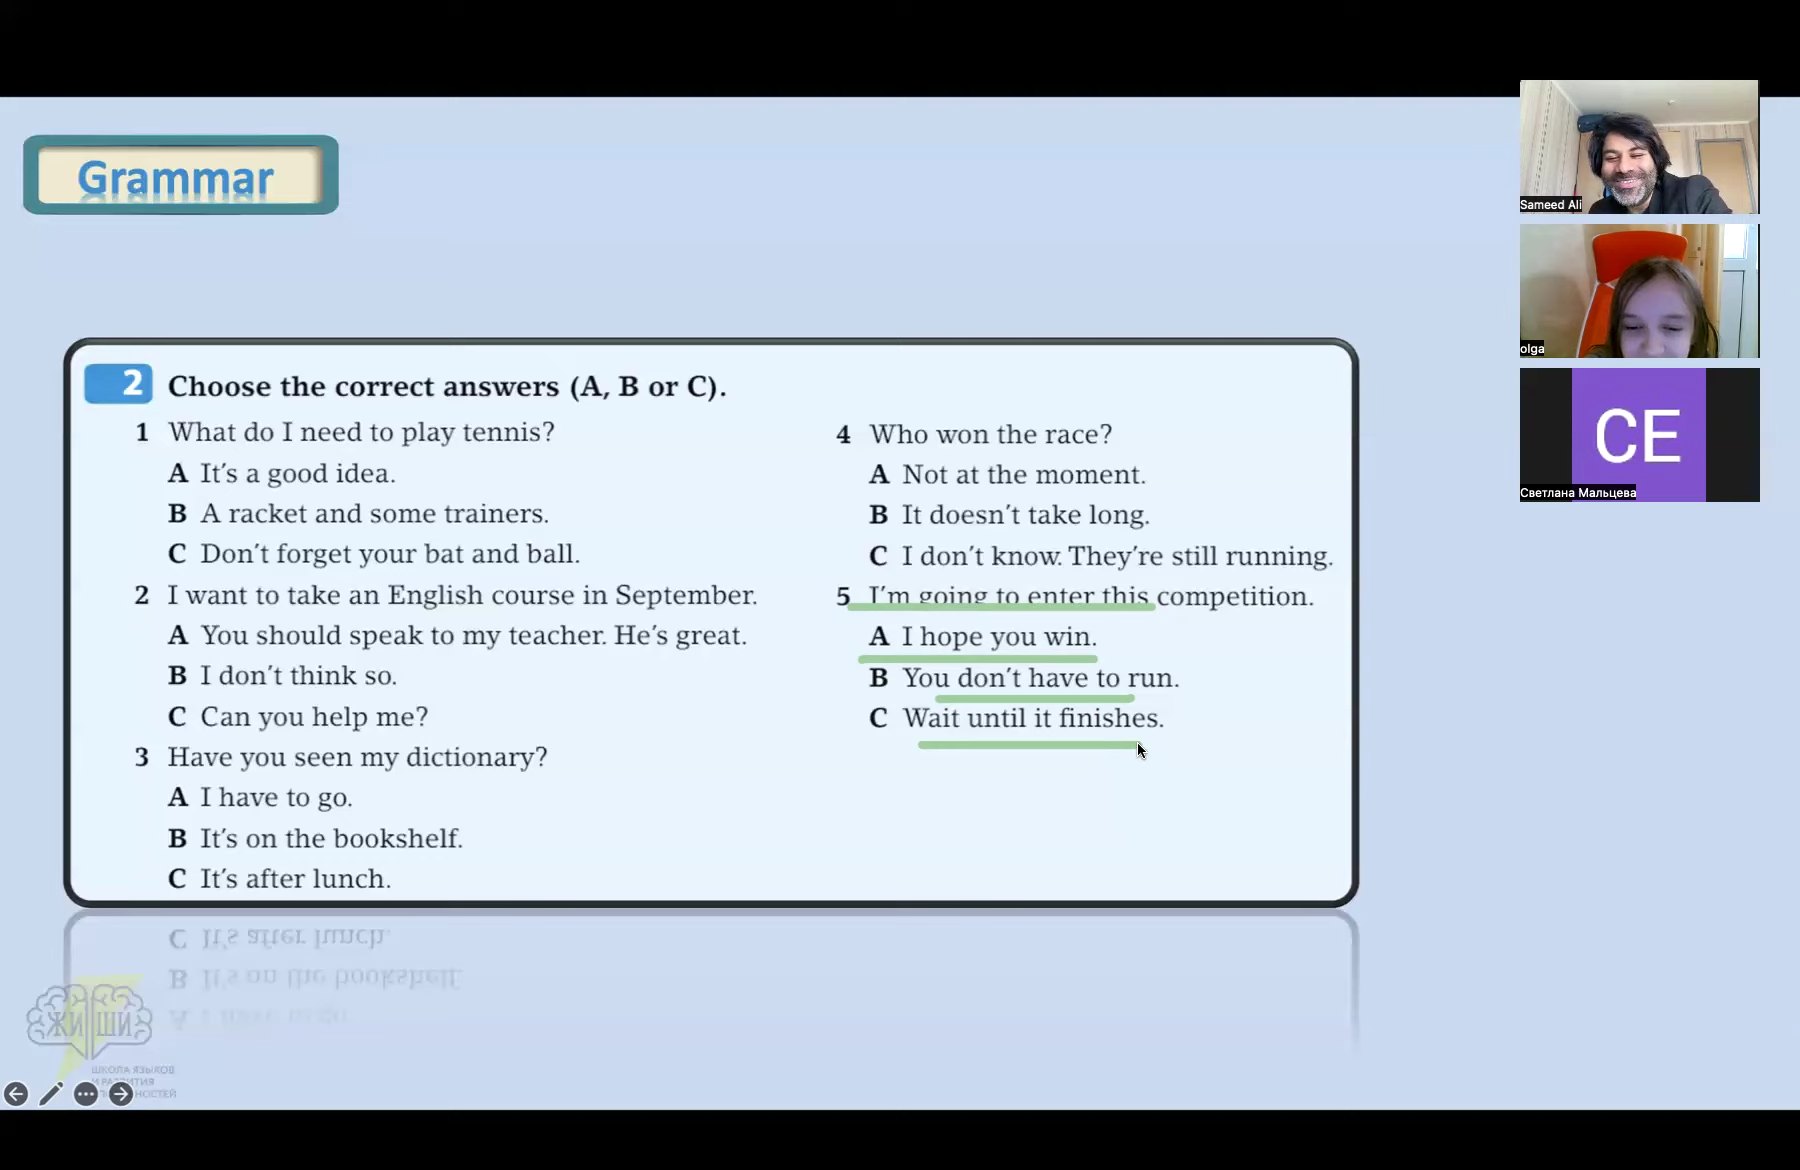 Grammar
2 Choose the correct answers (A, B or C).
1 What do I need to play tennis?
A It's a good idea.
B A racket and some trainers.
C Don't forget your bat and ball.
2 I want to take an English course in September.
A You should speak to my teacher. He's great.
B I don't think so.
C Can you help me?
3 Have you seen my dictionary?
A I have to go.
B It's on the bookshelf.
C It's after lunch.
4 Who won the race?
A Not at the moment.
B It doesn't take long.
C I don't know. They're still running.
5 I'm going to enter this competition.
A I hope you win.
B You don't have to run.
C Wait until it finishes.
Sameed Ali
olga
CE
Светлана Мальцева
ЖИ ШИ
ШКОЛА ЯЗЫКОВ